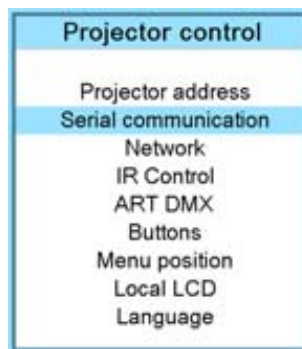 Projector control
Projector address
Serial communication
Network
IR Control
ART DMX
Buttons
Menu position
Local LCD
Language